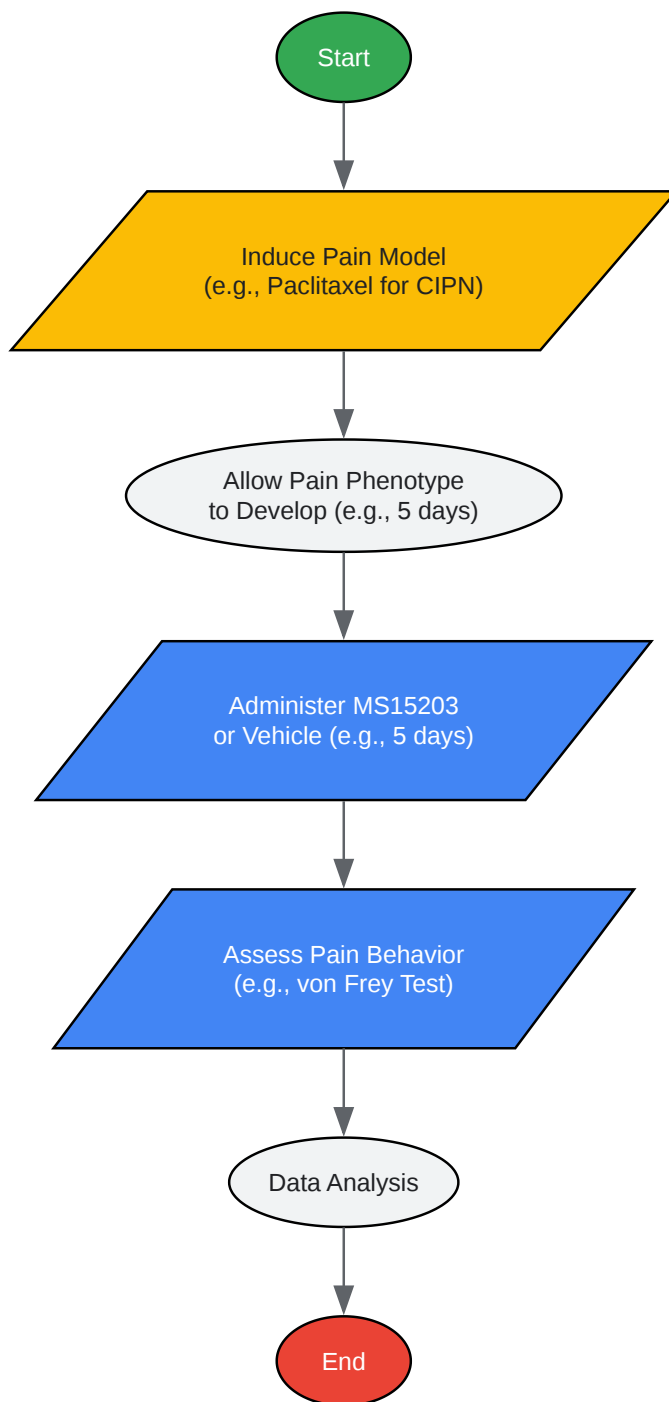 Start
Induce Pain Model
(e.g., Paclitaxel for CIPN)
Allow Pain Phenotype
to Develop (e.g., 5 days)
Administer MS15203
or Vehicle (e.g., 5 days)
Assess Pain Behavior
(e.g., von Frey Test)
Data Analysis
End